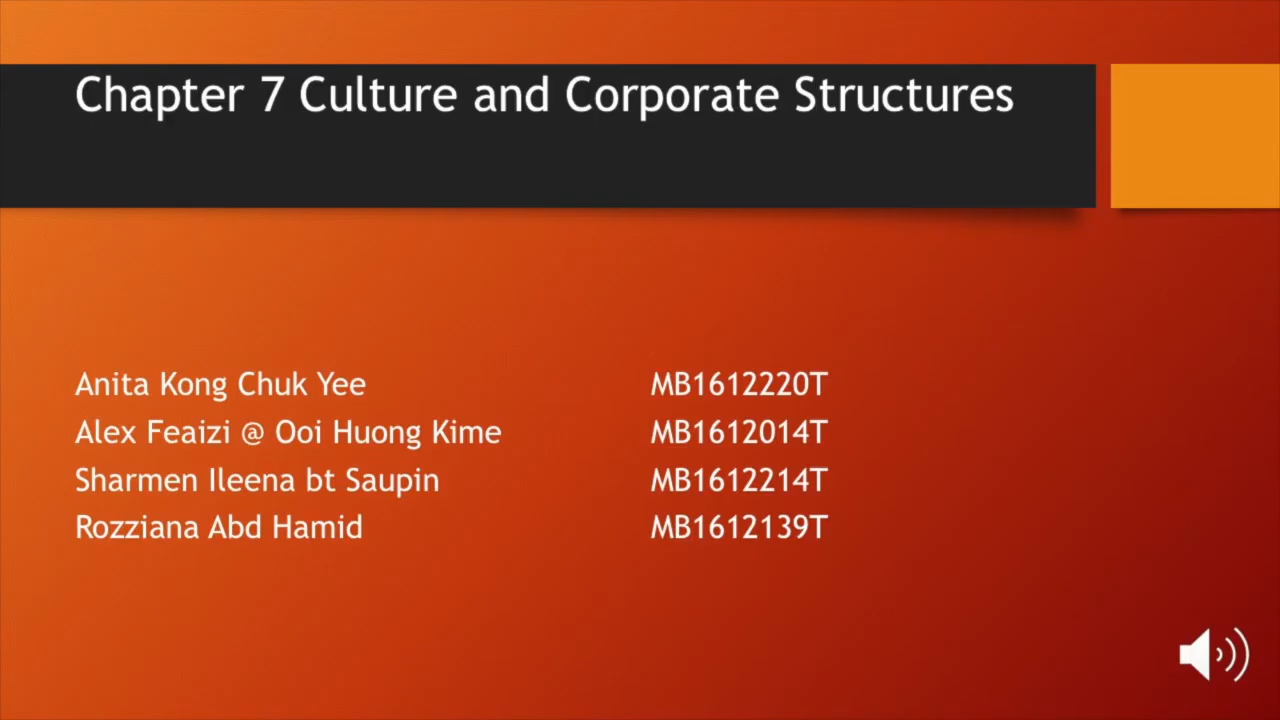 Chapter 7 Culture and Corporate Structures
Anita Kong Chuk Yee MB1612220T
Alex Feaizi @ Ooi Huong Kime MB1612014T
Sharmen Ileena bt Saupin MB1612214T
Rozziana Abd Hamid MB1612139T